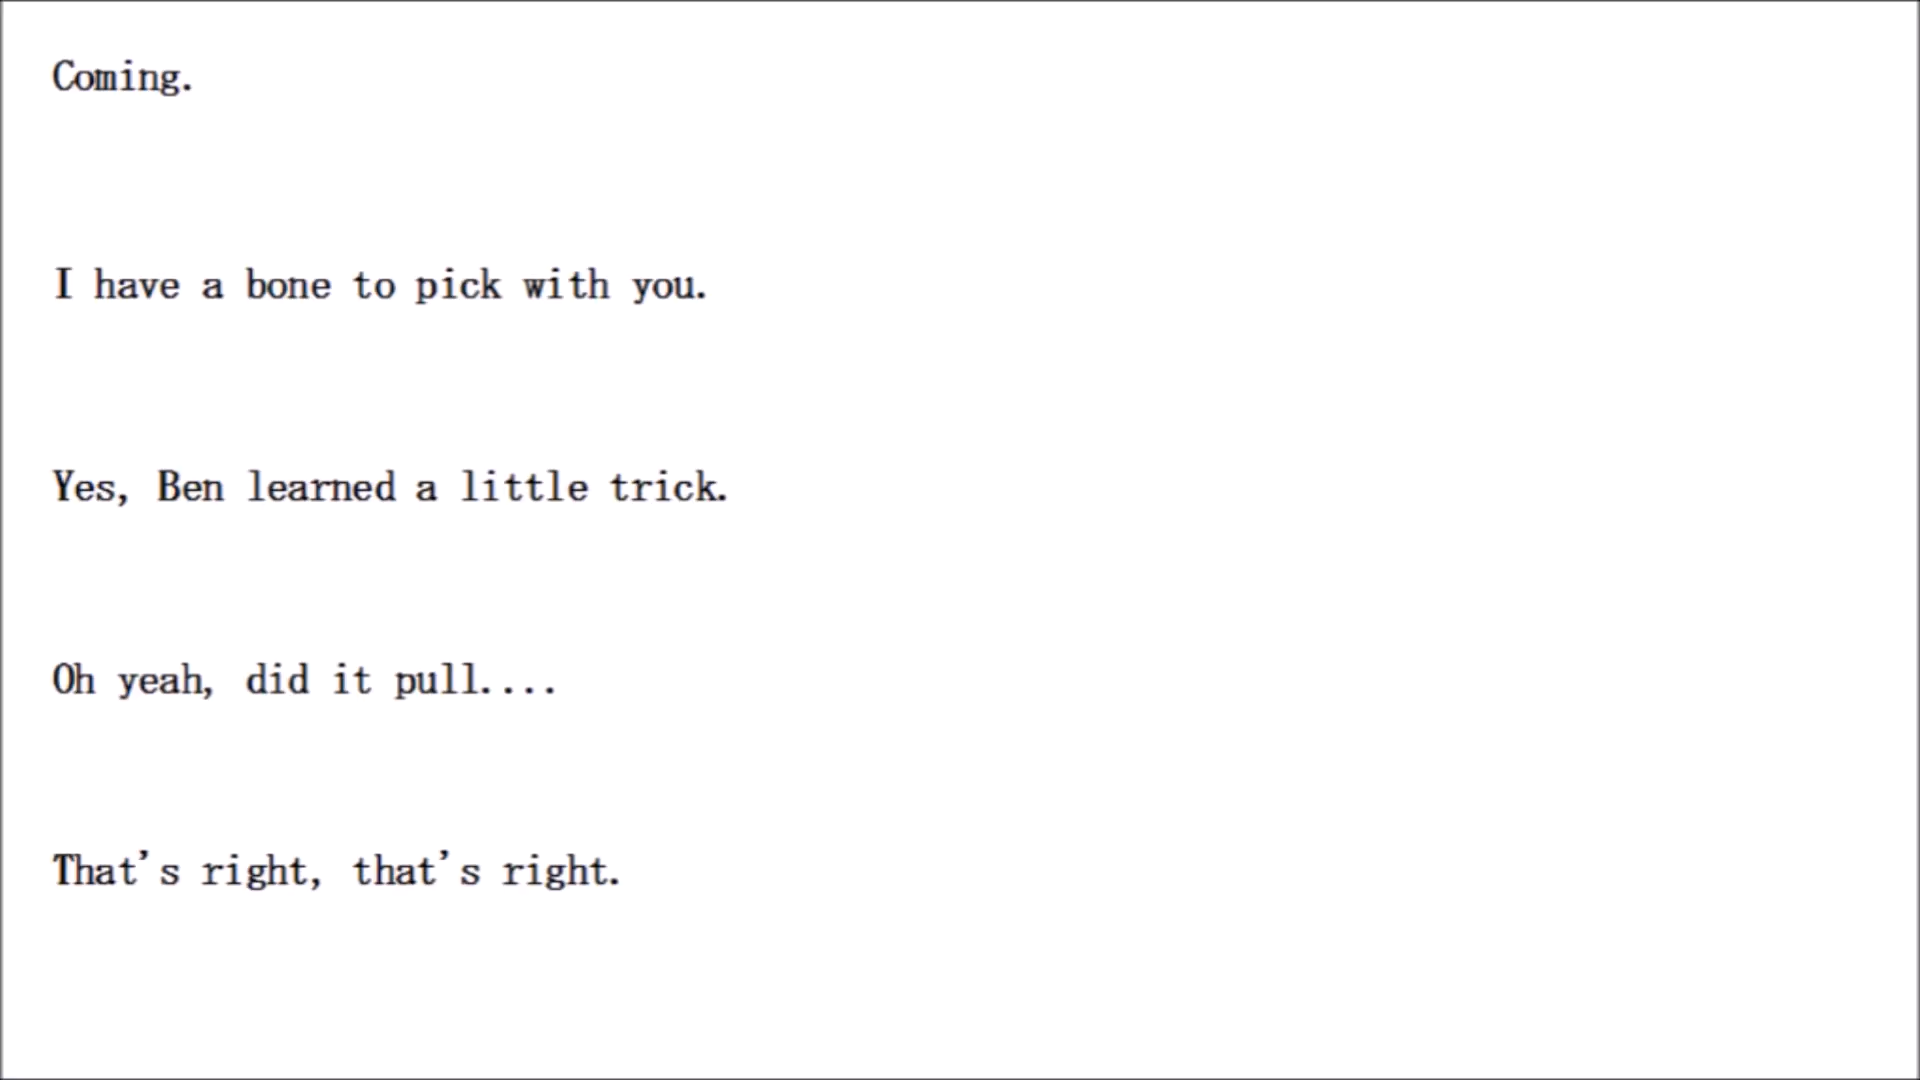 Coming.
I have a bone to pick with you.
Yes, Ben learned a little trick.
Oh yeah, did it pull....
That's right, that's right.